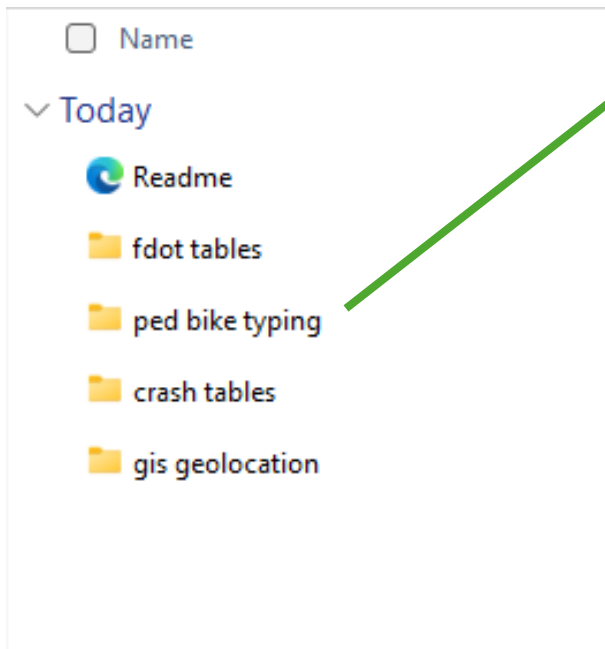 Name
Today
Readme
fdot tables
ped bike typing
crash tables
gis geolocation